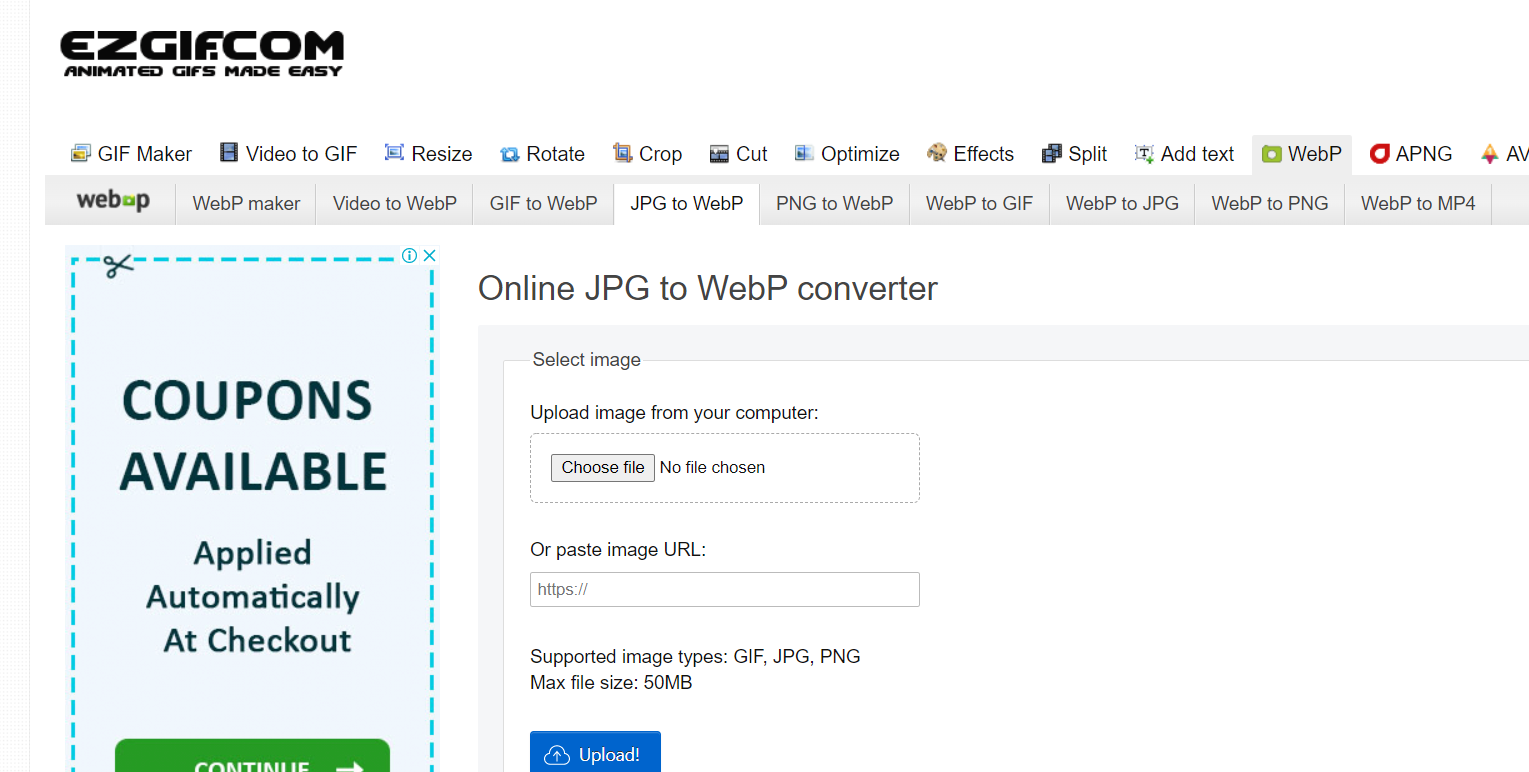 EZGIF.COM
ANIMATED GIFS MADE EASY
GIF Maker Video to GIF Resize Rotate Crop Cut Optimize Effects Split Add text WebP APNG AV
webp WebP maker Video to WebP GIF to WebP JPG to WebP PNG to WebP WebP to GIF WebP to JPG WebP to PNG WebP to MP4
COUPONS
AVAILABLE
Applied
Automatically
At Checkout
CONTINUE
Online JPG to WebP converter
Select image
Upload image from your computer:
Choose file No file chosen
Or paste image URL:
https://
Supported image types: GIF, JPG, PNG
Max file size: 50MB
Upload!